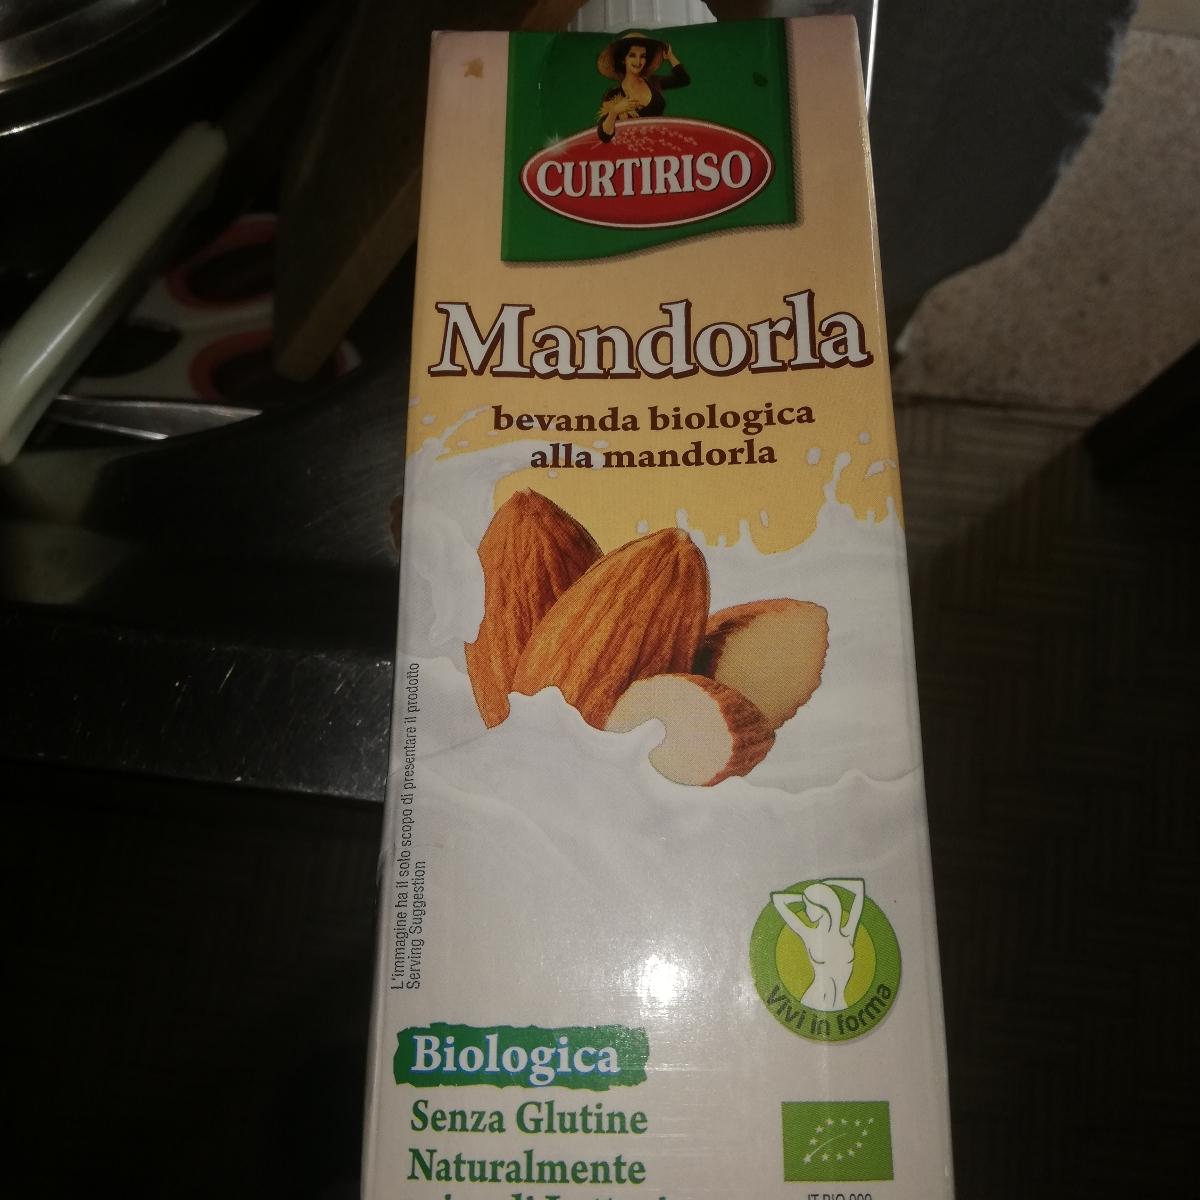 CURTIRISO
Mandorla
bevanda biologica
alla mandorla
L'immagine ha il solo scopo di presentare il prodotto
Serving Suggestion
Vivi in forma
Biologica
Senza Glutine
Naturalmente